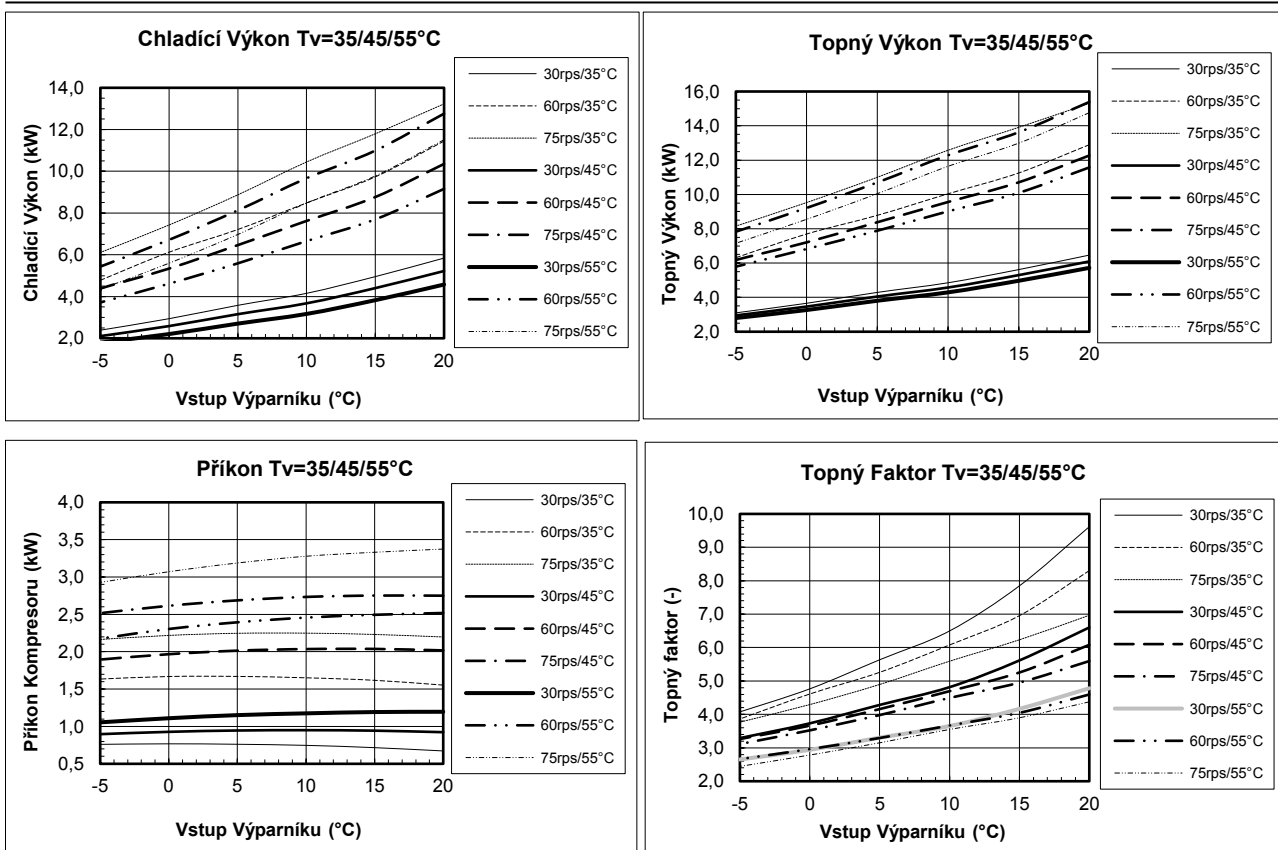 Chladící Výkon Tv=35/45/55°C
Chladící Výkon (kW)
14,0
12,0
10,0
8,0
6,0
4,0
2,0
-5
0
5
10
15
20
Vstup Výparníku (°C)
30rps/35°C
60rps/35°C
75rps/35°C
30rps/45°C
60rps/45°C
75rps/45°C
30rps/55°C
60rps/55°C
75rps/55°C
Topný Výkon Tv=35/45/55°C
Topný Výkon (kW)
16,0
14,0
12,0
10,0
8,0
6,0
4,0
2,0
-5
0
5
10
15
20
Vstup Výparníku (°C)
30rps/35°C
60rps/35°C
75rps/35°C
30rps/45°C
60rps/45°C
75rps/45°C
30rps/55°C
60rps/55°C
75rps/55°C
Příkon Tv=35/45/55°C
Příkon Kompresoru (kW)
4,0
3,5
3,0
2,5
2,0
1,5
1,0
0,5
-5
0
5
10
15
20
Vstup Výparníku (°C)
30rps/35°C
60rps/35°C
75rps/35°C
30rps/45°C
60rps/45°C
75rps/45°C
30rps/55°C
60rps/55°C
75rps/55°C
Topný Faktor Tv=35/45/55°C
Topný faktor (-)
10,0
9,0
8,0
7,0
6,0
5,0
4,0
3,0
2,0
-5
0
5
10
15
20
Vstup Výparníku (°C)
30rps/35°C
60rps/35°C
75rps/35°C
30rps/45°C
60rps/45°C
75rps/45°C
30rps/55°C
60rps/55°C
75rps/55°C